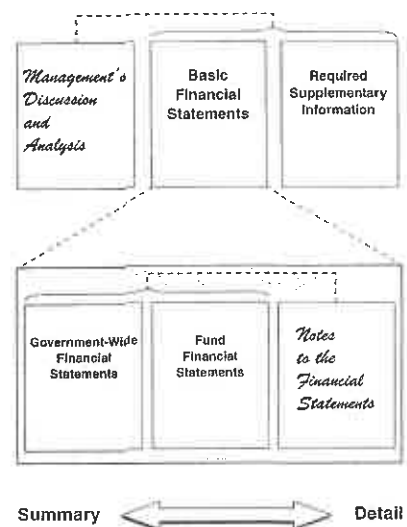 Management's
Discussion
and
Analysis
Basic
Financial
Statements
Required
Supplementary
Information
Government-Wide
Financial
Statements
Fund
Financial
Statements
Notes
to the
Financial
Statements
Summary
Detail